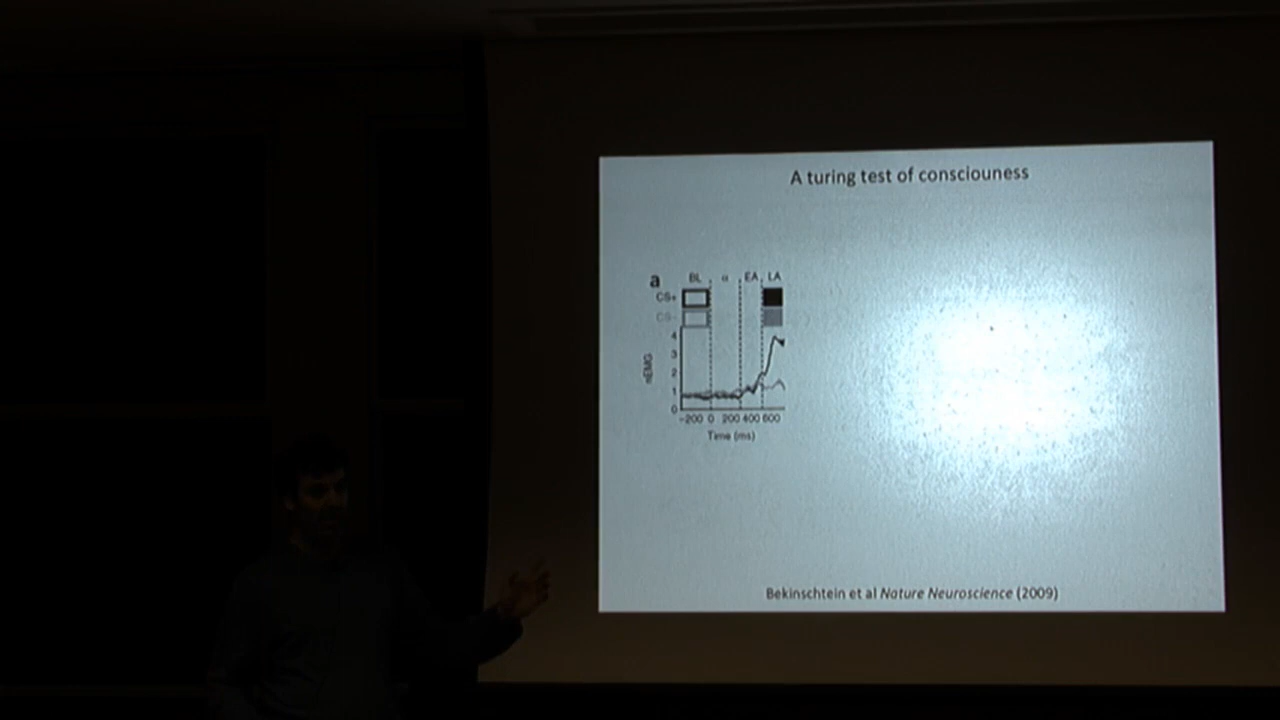 A turing test of consciouness
a BL α EA LA
CS+
CS-
4
3
2
1
0
nEMG
-200 0 200 400 600
Time (ms)
Bekinschtein et al Nature Neuroscience (2009)